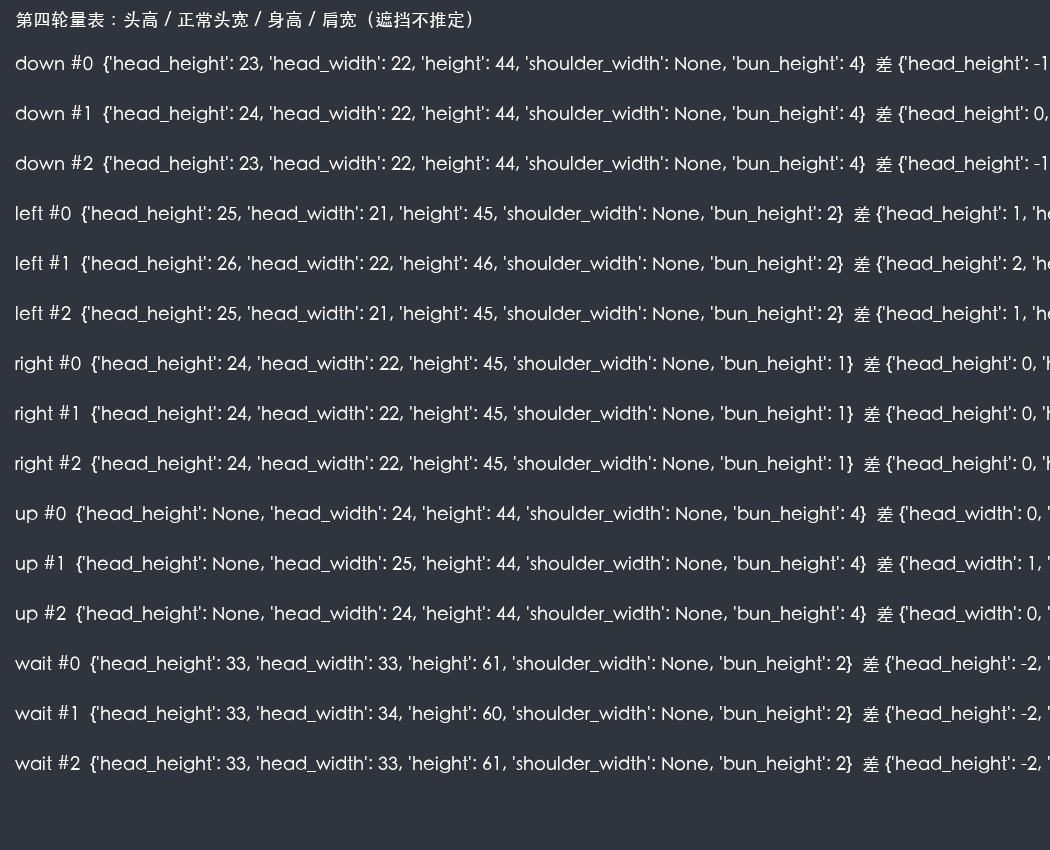 第四轮量表：头高 / 正常头宽 / 身高 / 肩宽（遮挡不推定）
down #0  {'head_height': 23, 'head_width': 22, 'height': 44, 'shoulder_width': None, 'bun_height': 4}  差 {'head_height': -1
down #1  {'head_height': 24, 'head_width': 22, 'height': 44, 'shoulder_width': None, 'bun_height': 4}  差 {'head_height': 0,
down #2  {'head_height': 23, 'head_width': 22, 'height': 44, 'shoulder_width': None, 'bun_height': 4}  差 {'head_height': -1
left #0  {'head_height': 25, 'head_width': 21, 'height': 45, 'shoulder_width': None, 'bun_height': 2}  差 {'head_height': 1, 'he
left #1  {'head_height': 26, 'head_width': 22, 'height': 46, 'shoulder_width': None, 'bun_height': 2}  差 {'head_height': 2, 'he
left #2  {'head_height': 25, 'head_width': 21, 'height': 45, 'shoulder_width': None, 'bun_height': 2}  差 {'head_height': 1, 'he
right #0  {'head_height': 24, 'head_width': 22, 'height': 45, 'shoulder_width': None, 'bun_height': 1}  差 {'head_height': 0, 'h
right #1  {'head_height': 24, 'head_width': 22, 'height': 45, 'shoulder_width': None, 'bun_height': 1}  差 {'head_height': 0, 'h
right #2  {'head_height': 24, 'head_width': 22, 'height': 45, 'shoulder_width': None, 'bun_height': 1}  差 {'head_height': 0, 'h
up #0  {'head_height': None, 'head_width': 24, 'height': 44, 'shoulder_width': None, 'bun_height': 4}  差 {'head_width': 0, '
up #1  {'head_height': None, 'head_width': 25, 'height': 44, 'shoulder_width': None, 'bun_height': 4}  差 {'head_width': 1, '
up #2  {'head_height': None, 'head_width': 24, 'height': 44, 'shoulder_width': None, 'bun_height': 4}  差 {'head_width': 0, '
wait #0  {'head_height': 33, 'head_width': 33, 'height': 61, 'shoulder_width': None, 'bun_height': 2}  差 {'head_height': -2, '
wait #1  {'head_height': 33, 'head_width': 34, 'height': 60, 'shoulder_width': None, 'bun_height': 2}  差 {'head_height': -2, '
wait #2  {'head_height': 33, 'head_width': 33, 'height': 61, 'shoulder_width': None, 'bun_height': 2}  差 {'head_height': -2, '